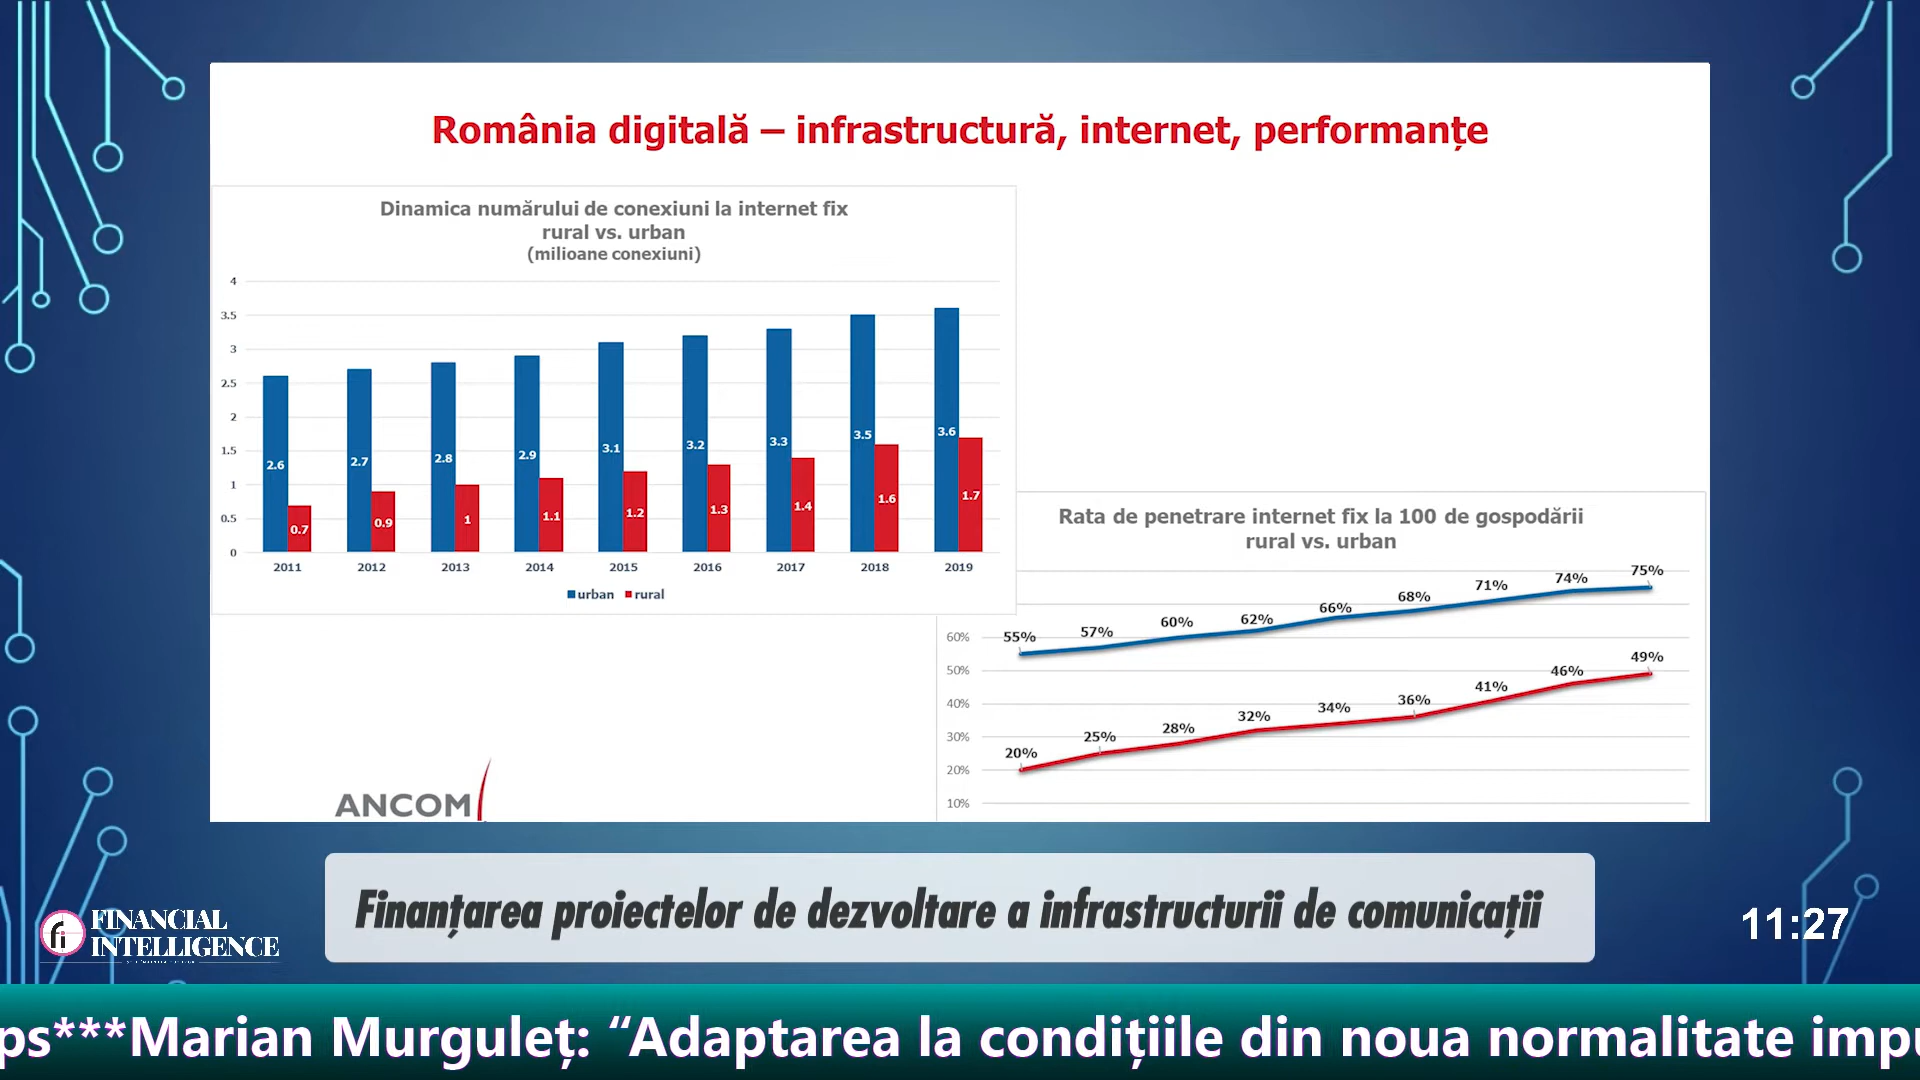 România digitală – infrastructură, internet, performanțe
Dinamica numărului de conexiuni la internet fix
rural vs. urban
(milioane conexiuni)
4
3.5
3
2.5
2
1.5
1
0.5
0
2.6
0.7
2.7
0.9
2.8
1
2.9
1.1
3.1
1.2
3.2
1.3
3.3
1.4
3.5
1.6
3.6
1.7
2011 2012 2013 2014 2015 2016 2017 2018 2019
urban rural
Rata de penetrare internet fix la 100 de gospodării
rural vs. urban
60%
50%
40%
30%
20%
10%
55% 57% 60% 62% 66% 68% 71% 74% 75%
20% 25% 28% 32% 34% 36% 41% 46% 49%
ANCOM
Finanțarea proiectelor de dezvoltare a infrastructurii de comunicații
fi FINANCIAL
INTELLIGENCE
11:27
ps***Marian Murguleț: “Adaptarea la condițiile din noua normalitate impu